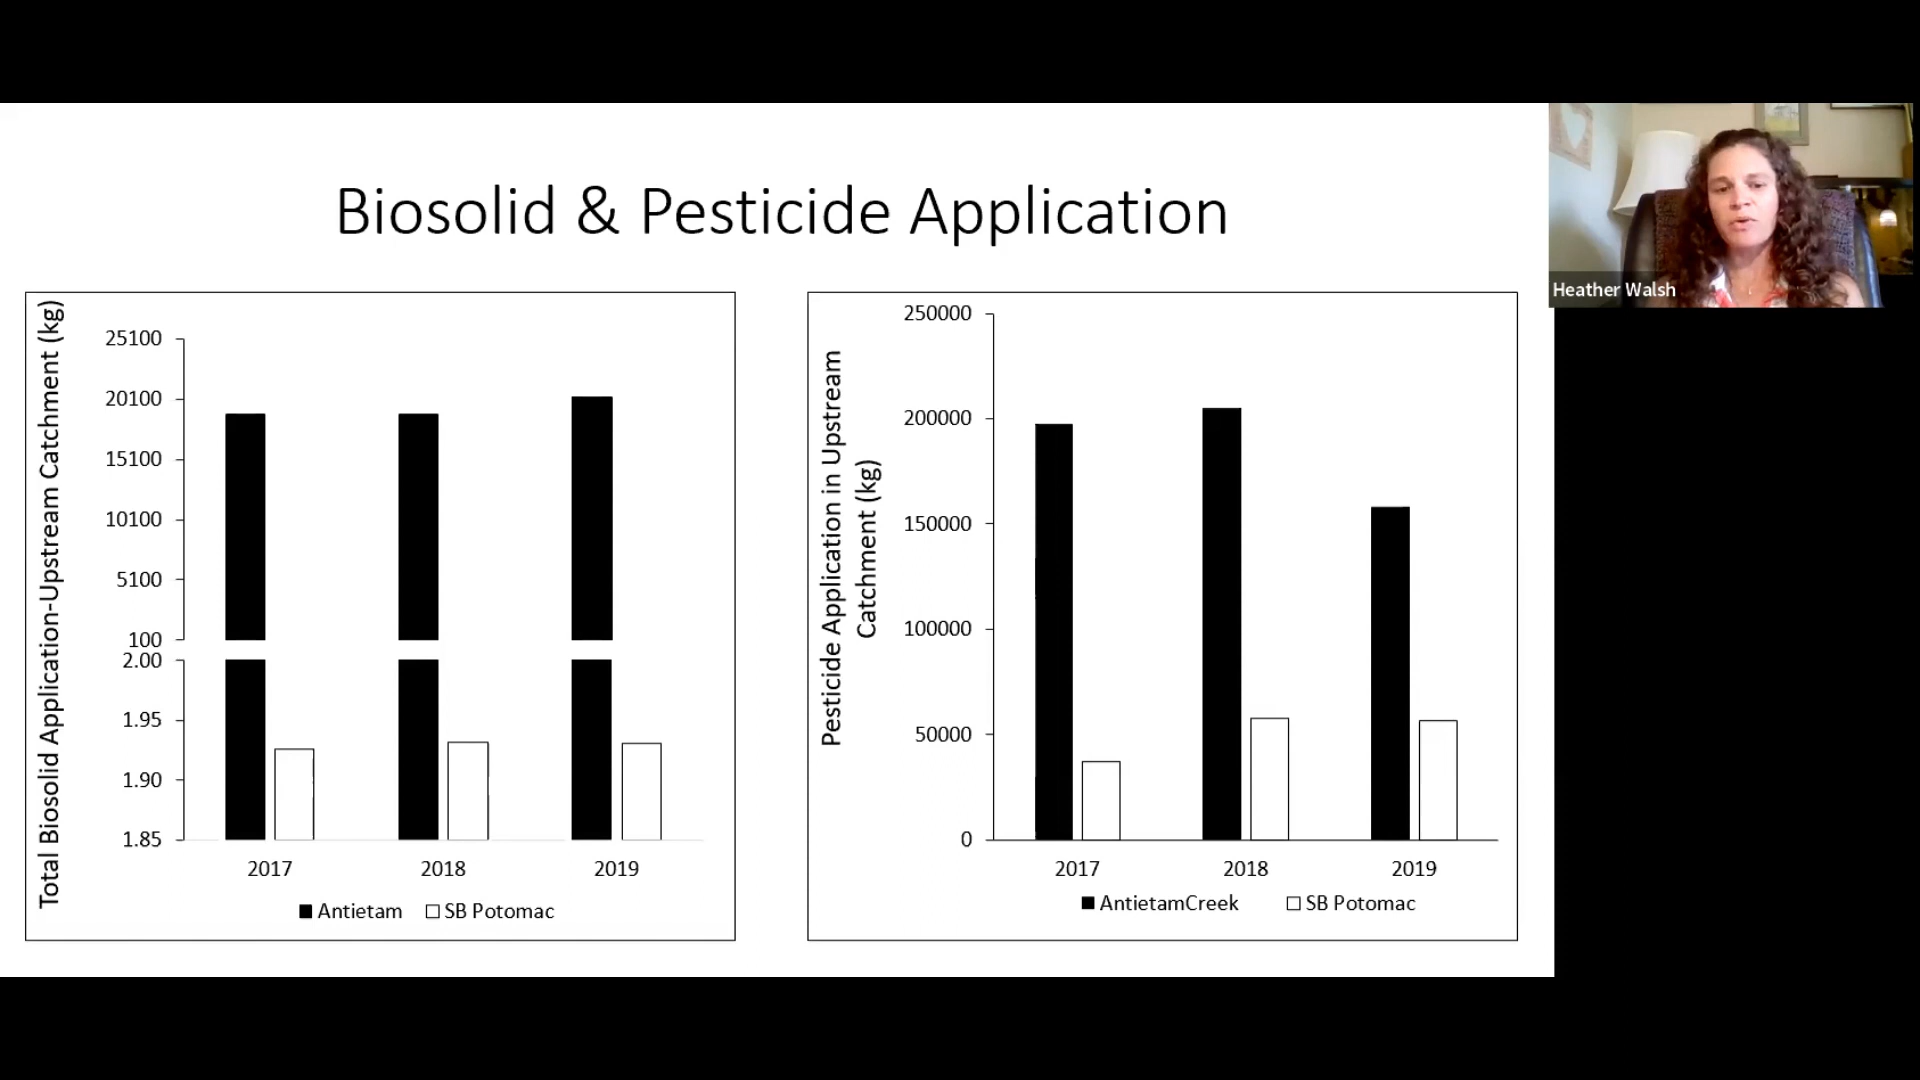 Biosolid & Pesticide Application
Total Biosolid Application-Upstream Catchment (kg)
25100
20100
15100
10100
5100
100
2.00
1.95
1.90
1.85
2017
2018
2019
Antietam
SB Potomac
Pesticide Application in Upstream
Catchment (kg)
250000
200000
150000
100000
50000
0
2017
2018
2019
AntietamCreek
SB Potomac
Heather Walsh